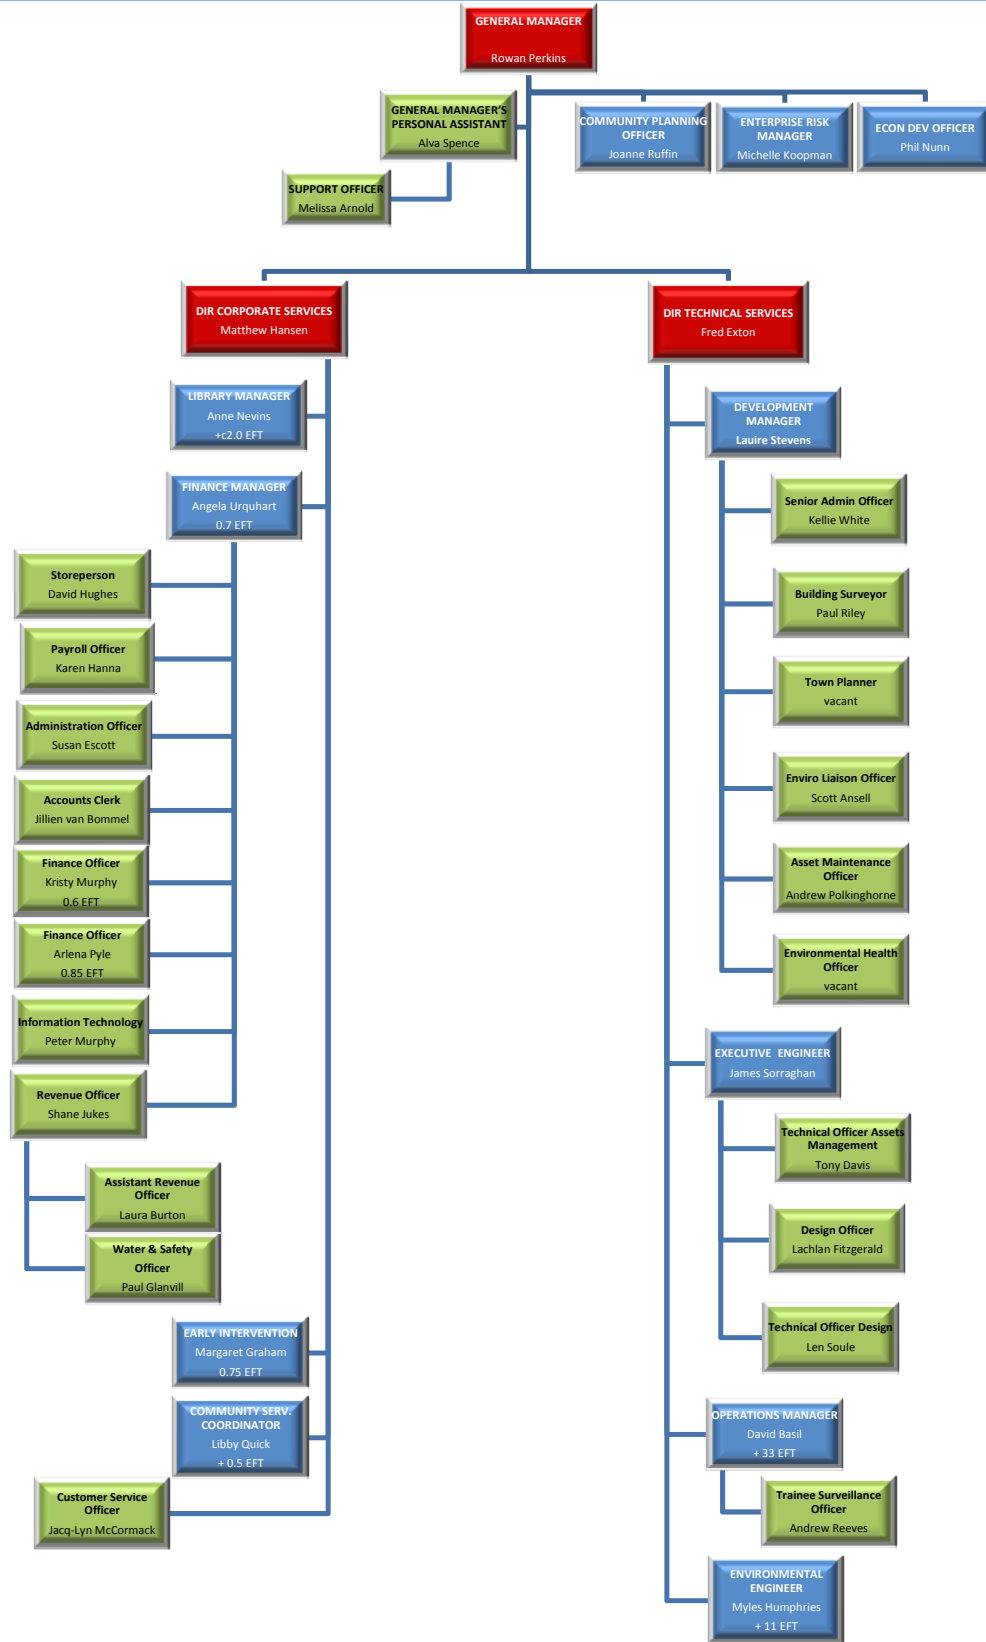 GENERAL MANAGER
Rowan Perkins
GENERAL MANAGER'S
PERSONAL ASSISTANT
Alva Spence
COMMUNITY PLANNING
OFFICER
Joanne Ruffin
ENTERPRISE RISK
MANAGER
Michelle Koopman
ECON DEV OFFICER
Phil Nunn
SUPPORT OFFICER
Melissa Arnold
DIR CORPORATE SERVICES
Matthew Hansen
LIBRARY MANAGER
Anne Nevins
+c2.0 EFT
FINANCE MANAGER
Angela Urquhart
0.7 EFT
Storeperson
David Hughes
Payroll Officer
Karen Hanna
Administration Officer
Susan Escott
Accounts Clerk
Jillien van Bommel
Finance Officer
Kristy Murphy
0.6 EFT
Finance Officer
Arlena Pyle
0.85 EFT
Information Technology
Peter Murphy
Revenue Officer
Shane Jukes
Assistant Revenue
Officer
Laura Burton
Water & Safety
Officer
Paul Glanvill
EARLY INTERVENTION
Margaret Graham
0.75 EFT
COMMUNITY SERV.
COORDINATOR
Libby Quick
+ 0.5 EFT
Customer Service
Officer
Jacq-Lyn McCormack
DIR TECHNICAL SERVICES
Fred Exton
DEVELOPMENT
MANAGER
Lauire Stevens
Senior Admin Officer
Kellie White
Building Surveyor
Paul Riley
Town Planner
vacant
Enviro Liaison Officer
Scott Ansell
Asset Maintenance
Officer
Andrew Polkinghorne
Environmental Health
Officer
vacant
EXECUTIVE ENGINEER
James Sorraghan
Technical Officer Assets
Management
Tony Davis
Design Officer
Lachlan Fitzgerald
Technical Officer Design
Len Soule
OPERATIONS MANAGER
David Basil
+ 33 EFT
Trainee Surveillance
Officer
Andrew Reeves
ENVIRONMENTAL
ENGINEER
Myles Humphries
+ 11 EFT